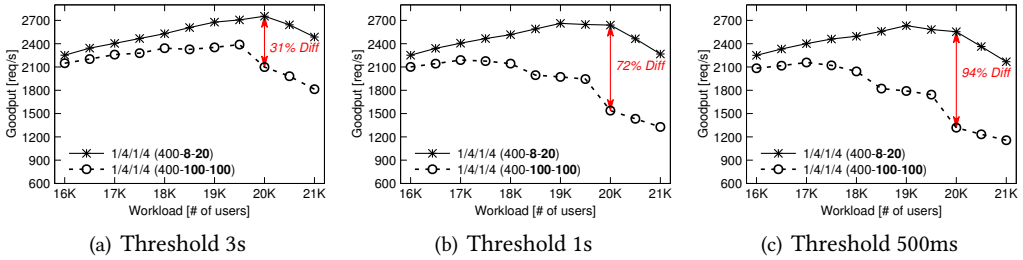 Goodput [req/s]
2700
2400
2100
1800
1500
1200
900
600
31% Diff
1/4/1/4 (400-8-20)
1/4/1/4 (400-100-100)
16K 17K 18K 19K 20K 21K
Workload [# of users]
(a) Threshold 3s
Goodput [req/s]
2700
2400
2100
1800
1500
1200
900
600
72% Diff
1/4/1/4 (400-8-20)
1/4/1/4 (400-100-100)
16K 17K 18K 19K 20K 21K
Workload [# of users]
(b) Threshold 1s
Goodput [req/s]
2700
2400
2100
1800
1500
1200
900
600
94% Diff
1/4/1/4 (400-8-20)
1/4/1/4 (400-100-100)
16K 17K 18K 19K 20K 21K
Workload [# of users]
(c) Threshold 500ms